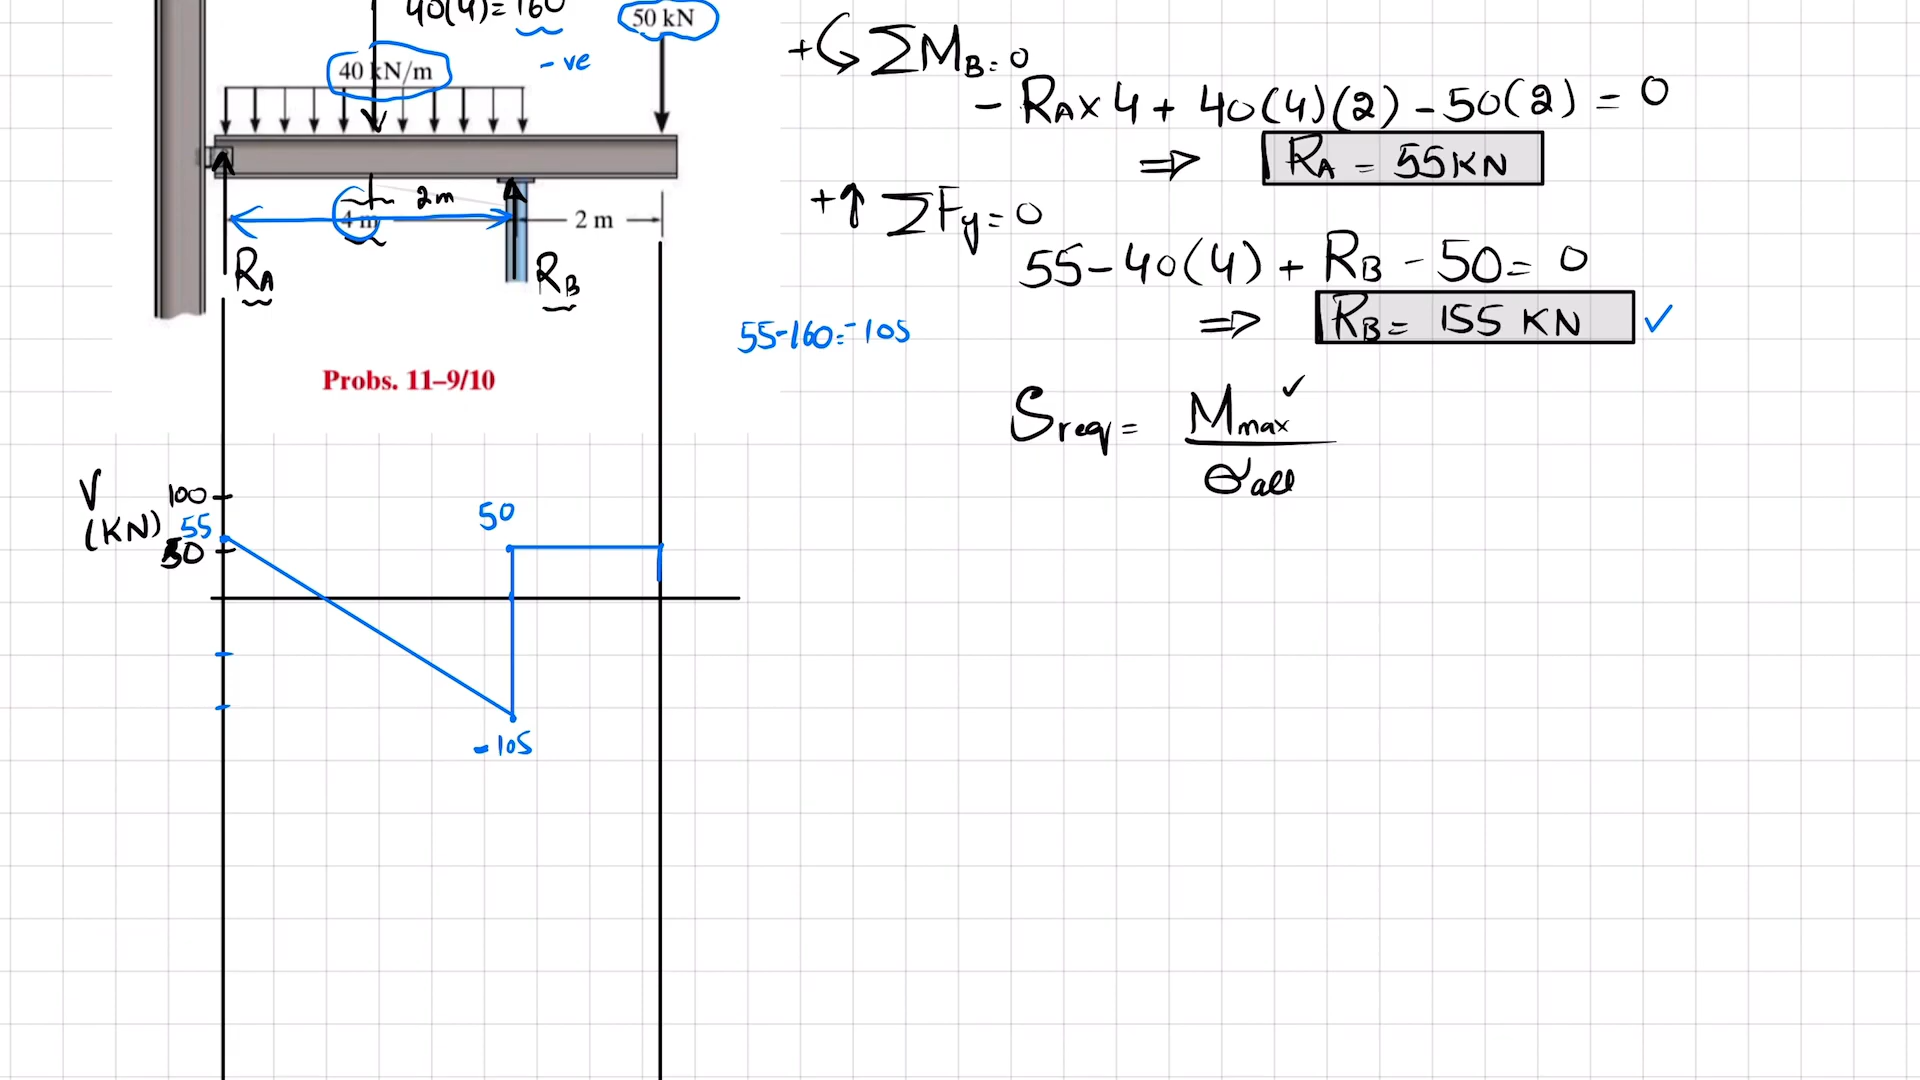 40(4)=160
50 kN
- ve
40 kN/m
2m
4 m
2 m
RA
RB
Probs. 11–9/10
+ ΣMB=0
- RAx4 + 40(4)(2) - 50(2) = 0
⇒ RA = 55KN
+↑ ΣFy=0
55-40(4) + RB - 50= 0
⇒ RB= 155 KN ✓
55-160=-105
Sreq= Mmax ✓
σall
V
(KN)
100
55
50
50
-105